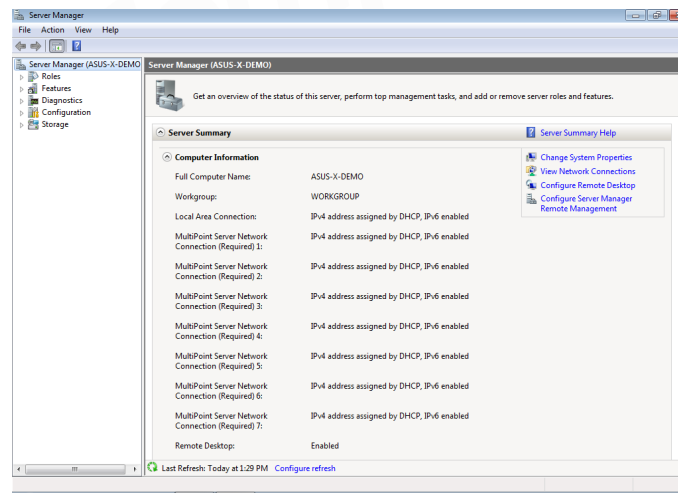 Server Manager
File Action View Help
Server Manager (ASUS-X-DEMO
Roles
Features
Diagnostics
Configuration
Storage
Server Manager (ASUS-X-DEMO)
Get an overview of the status of this server, perform top management tasks, and add or remove server roles and features.
Server Summary
Server Summary Help
Computer Information
Full Computer Name: ASUS-X-DEMO
Workgroup: WORKGROUP
Local Area Connection: IPv4 address assigned by DHCP, IPv6 enabled
MultiPoint Server Network IPv4 address assigned by DHCP, IPv6 enabled
Connection (Required) 1:
MultiPoint Server Network IPv4 address assigned by DHCP, IPv6 enabled
Connection (Required) 2:
MultiPoint Server Network IPv4 address assigned by DHCP, IPv6 enabled
Connection (Required) 3:
MultiPoint Server Network IPv4 address assigned by DHCP, IPv6 enabled
Connection (Required) 4:
MultiPoint Server Network IPv4 address assigned by DHCP, IPv6 enabled
Connection (Required) 5:
MultiPoint Server Network IPv4 address assigned by DHCP, IPv6 enabled
Connection (Required) 6:
MultiPoint Server Network IPv4 address assigned by DHCP, IPv6 enabled
Connection (Required) 7:
Remote Desktop: Enabled
Change System Properties
View Network Connections
Configure Remote Desktop
Configure Server Manager
Remote Management
Last Refresh: Today at 1:29 PM Configure refresh